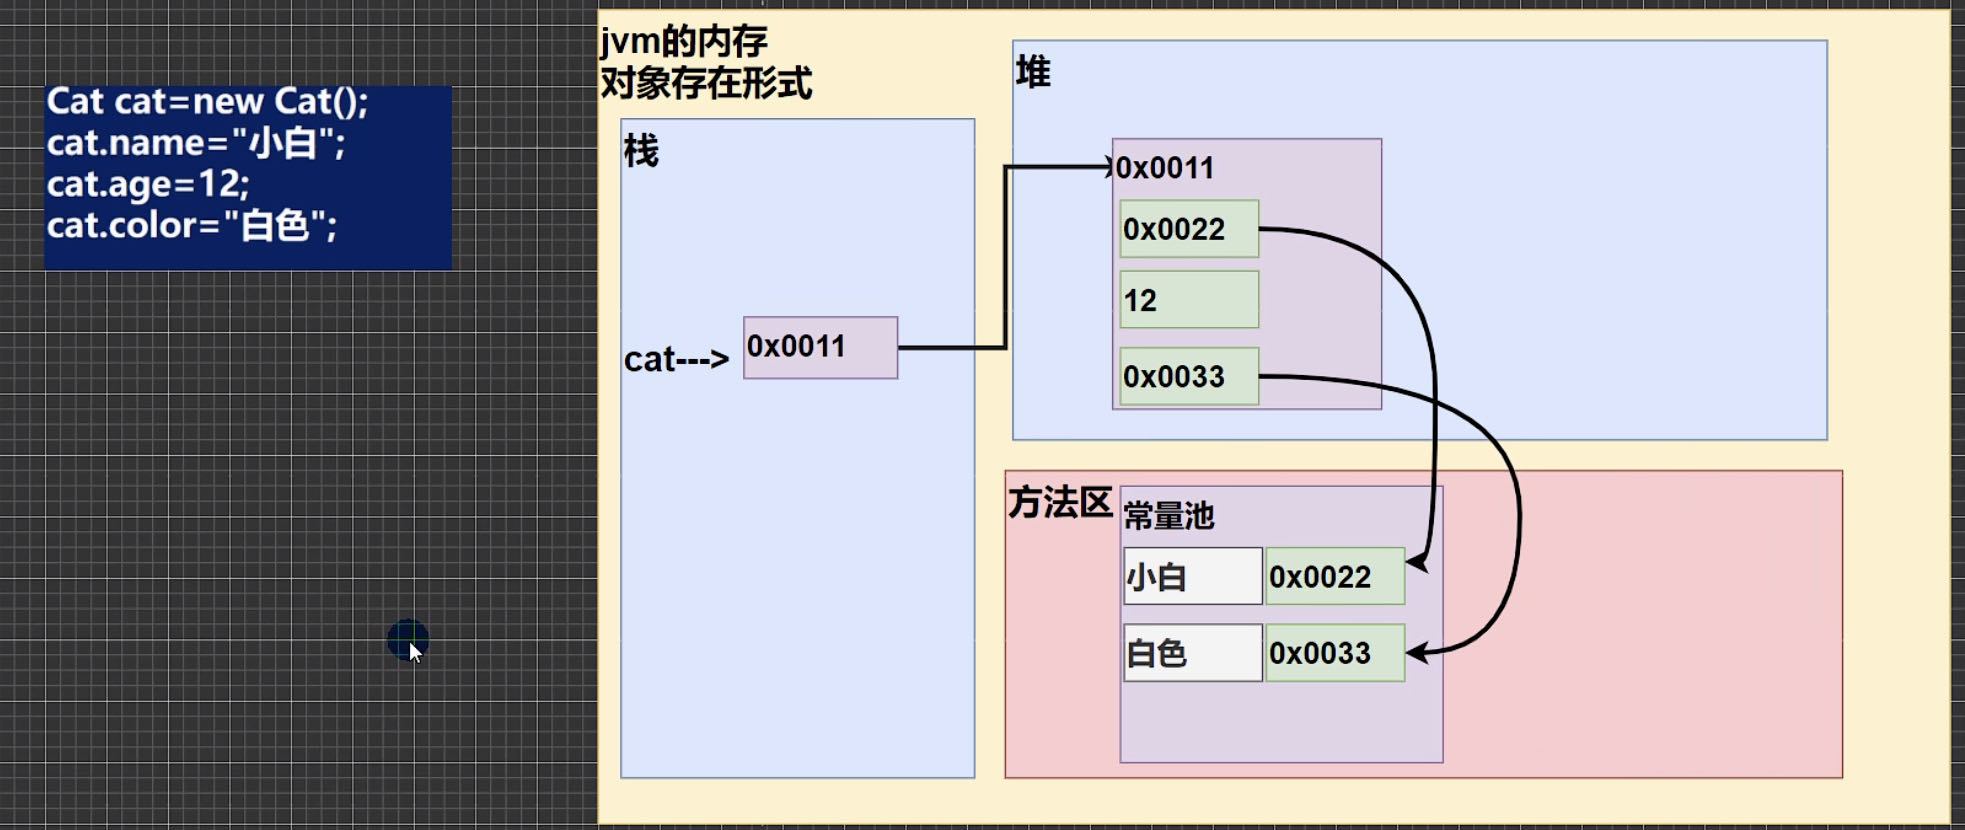 Cat cat=new Cat();
cat.name="小白";
cat.age=12;
cat.color="白色";
jvm的内存
对象存在形式
栈
cat--->
0x0011
堆
0x0011
0x0022
12
0x0033
方法区
常量池
小白
0x0022
白色
0x0033